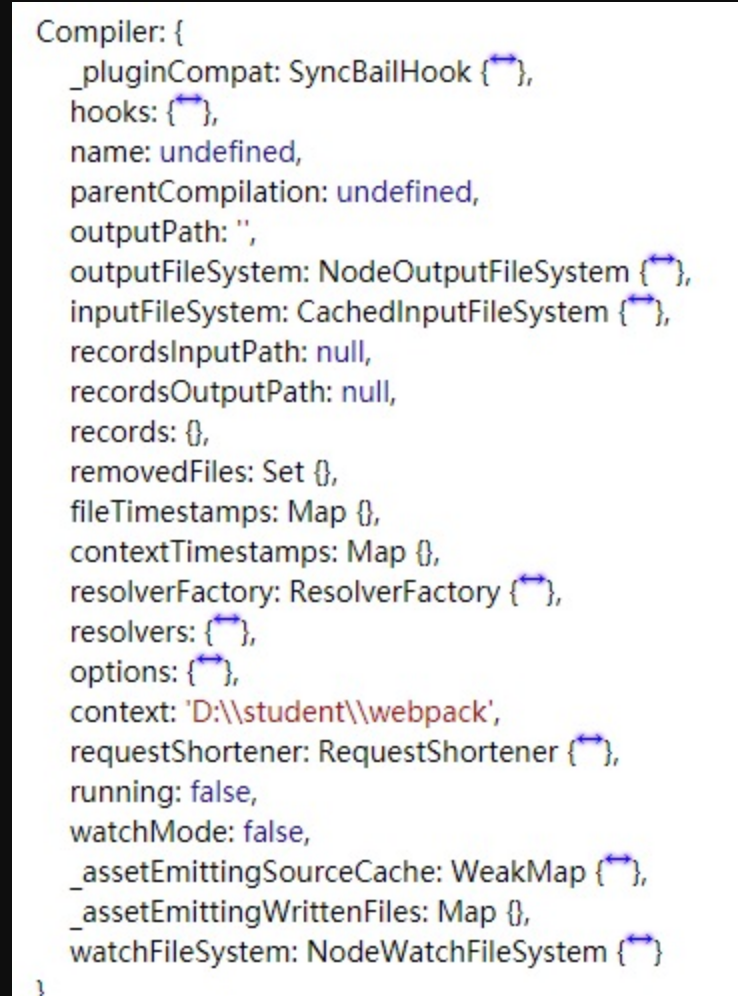 Compiler: {
_pluginCompat: SyncBailHook {↔},
hooks: {↔},
name: undefined,
parentCompilation: undefined,
outputPath: '',
outputFileSystem: NodeOutputFileSystem {↔},
inputFileSystem: CachedInputFileSystem {↔},
recordsInputPath: null,
recordsOutputPath: null,
records: {},
removedFiles: Set {},
fileTimestamps: Map {},
contextTimestamps: Map {},
resolverFactory: ResolverFactory {↔},
resolvers: {↔},
options: {↔},
context: 'D:\\student\\webpack',
requestShortener: RequestShortener {↔},
running: false,
watchMode: false,
_assetEmittingSourceCache: WeakMap {↔},
_assetEmittingWrittenFiles: Map {},
watchFileSystem: NodeWatchFileSystem {↔}
}